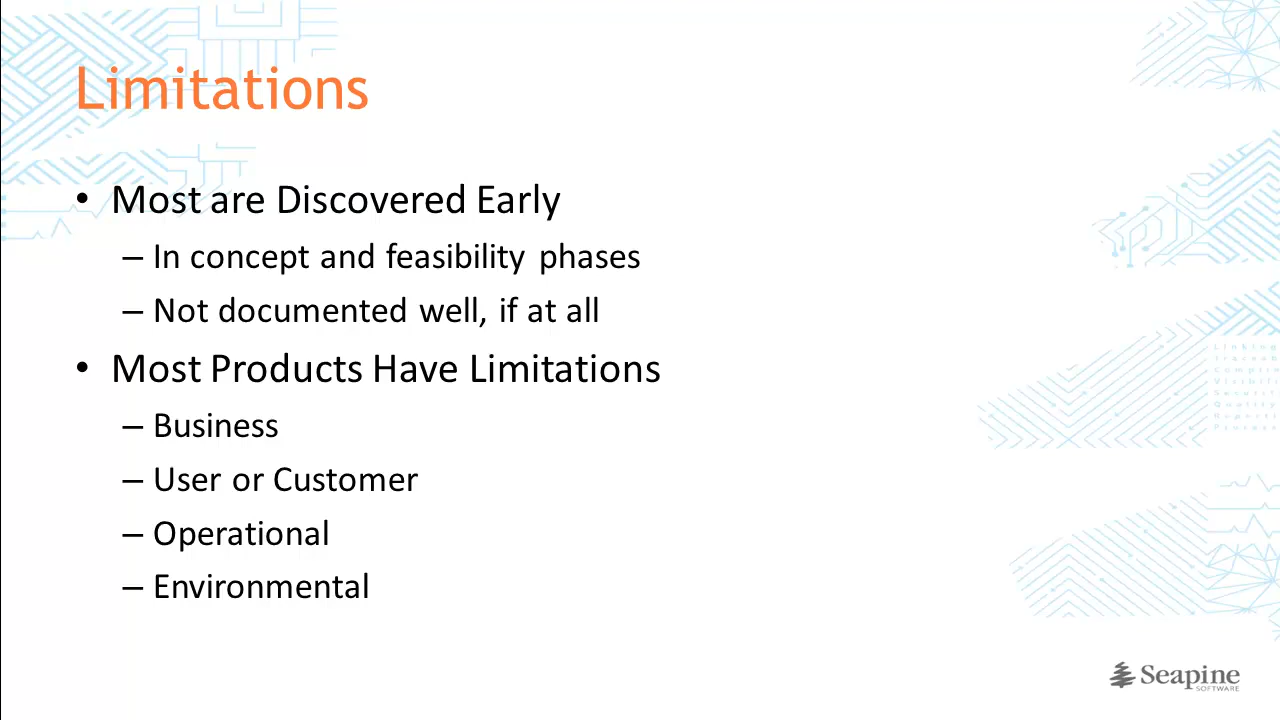 Limitations
• Most are Discovered Early
– In concept and feasibility phases
– Not documented well, if at all
• Most Products Have Limitations
– Business
– User or Customer
– Operational
– Environmental
Seapine
SOFTWARE